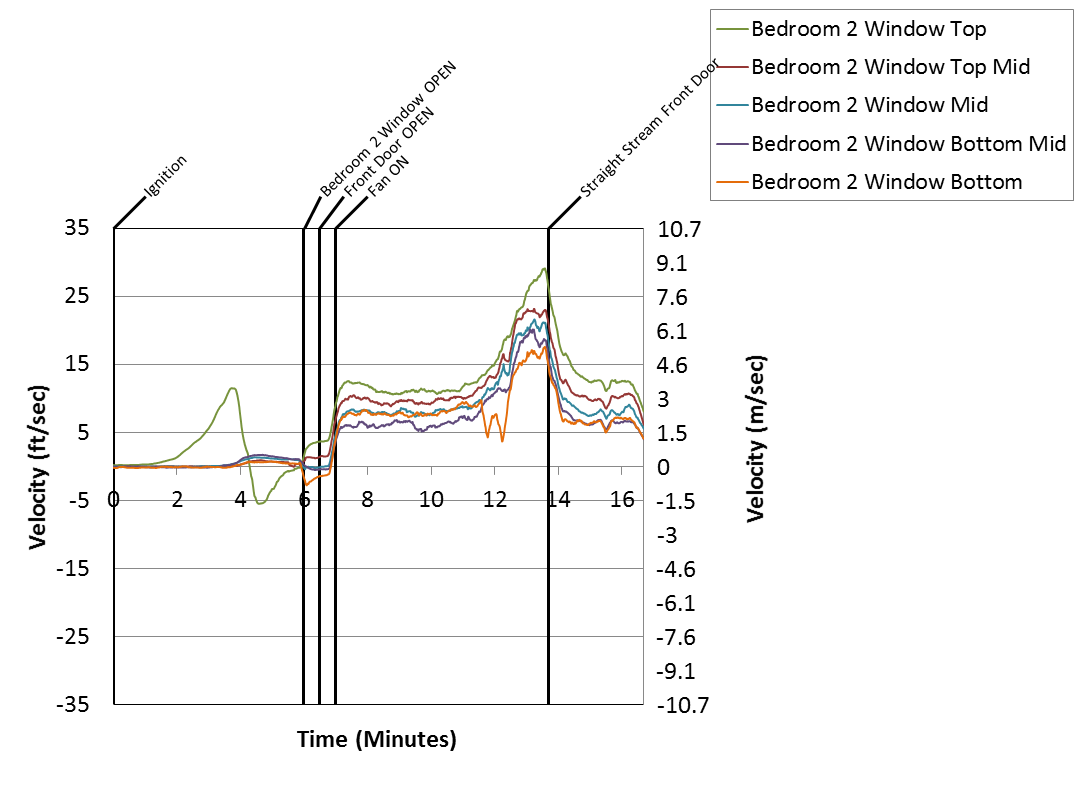 Bedroom 2 Window Top
Bedroom 2 Window Top Mid
Bedroom 2 Window Mid
Bedroom 2 Window Bottom Mid
Bedroom 2 Window Bottom
Ignition
Bedroom 2 Window OPEN
Front Door OPEN
Fan ON
Straight Stream Front Door
Velocity (ft/sec)
35
25
15
5
-5
-15
-25
-35
0
2
4
6
8
10
12
14
16
10.7
9.1
7.6
6.1
4.6
3
1.5
0
-1.5
-3
-4.6
-6.1
-7.6
-9.1
-10.7
Velocity (m/sec)
Time (Minutes)